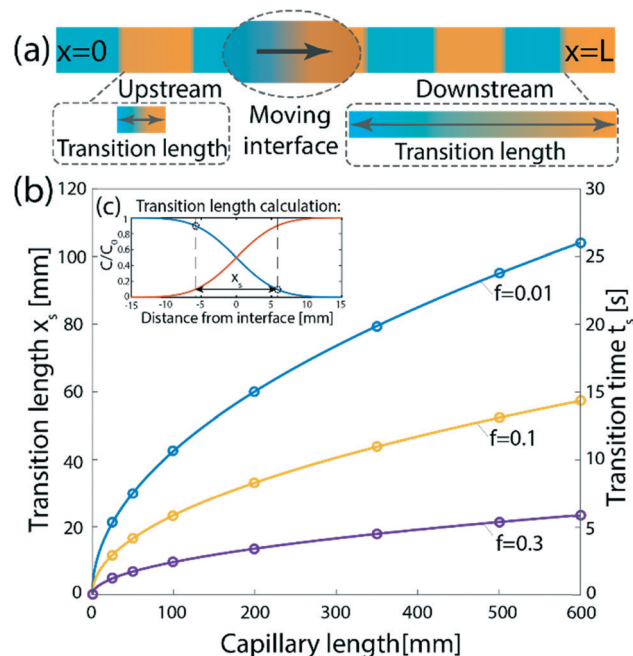 (a)
x=0
x=L
Upstream
Downstream
Moving
interface
Transition length
Transition length
(b)
(c)
Transition length calculation:
C/C₀
1
0.8
0.6
0.4
0.2
0
xₛ
-15 -10 -5 0 5 10 15
Distance from interface [mm]
Transition length xₛ [mm]
120
100
80
60
40
20
0
f=0.01
f=0.1
f=0.3
30
25
20
15
10
5
0
Transition time tₛ [s]
0 100 200 300 400 500 600
Capillary length[mm]